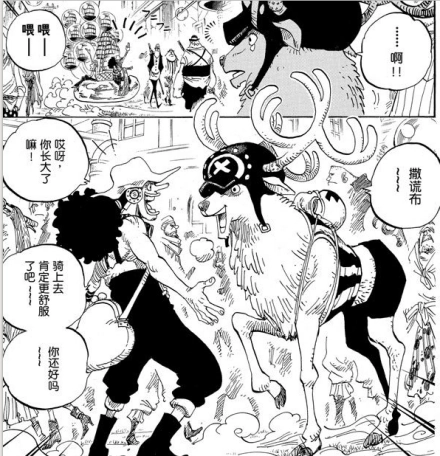 ……啊!!
喂——
喂——
撒谎布
哎呀,
你长大了
嘛!
骑上去
肯定更舒服
了吧~~~
你还好吗
~~~